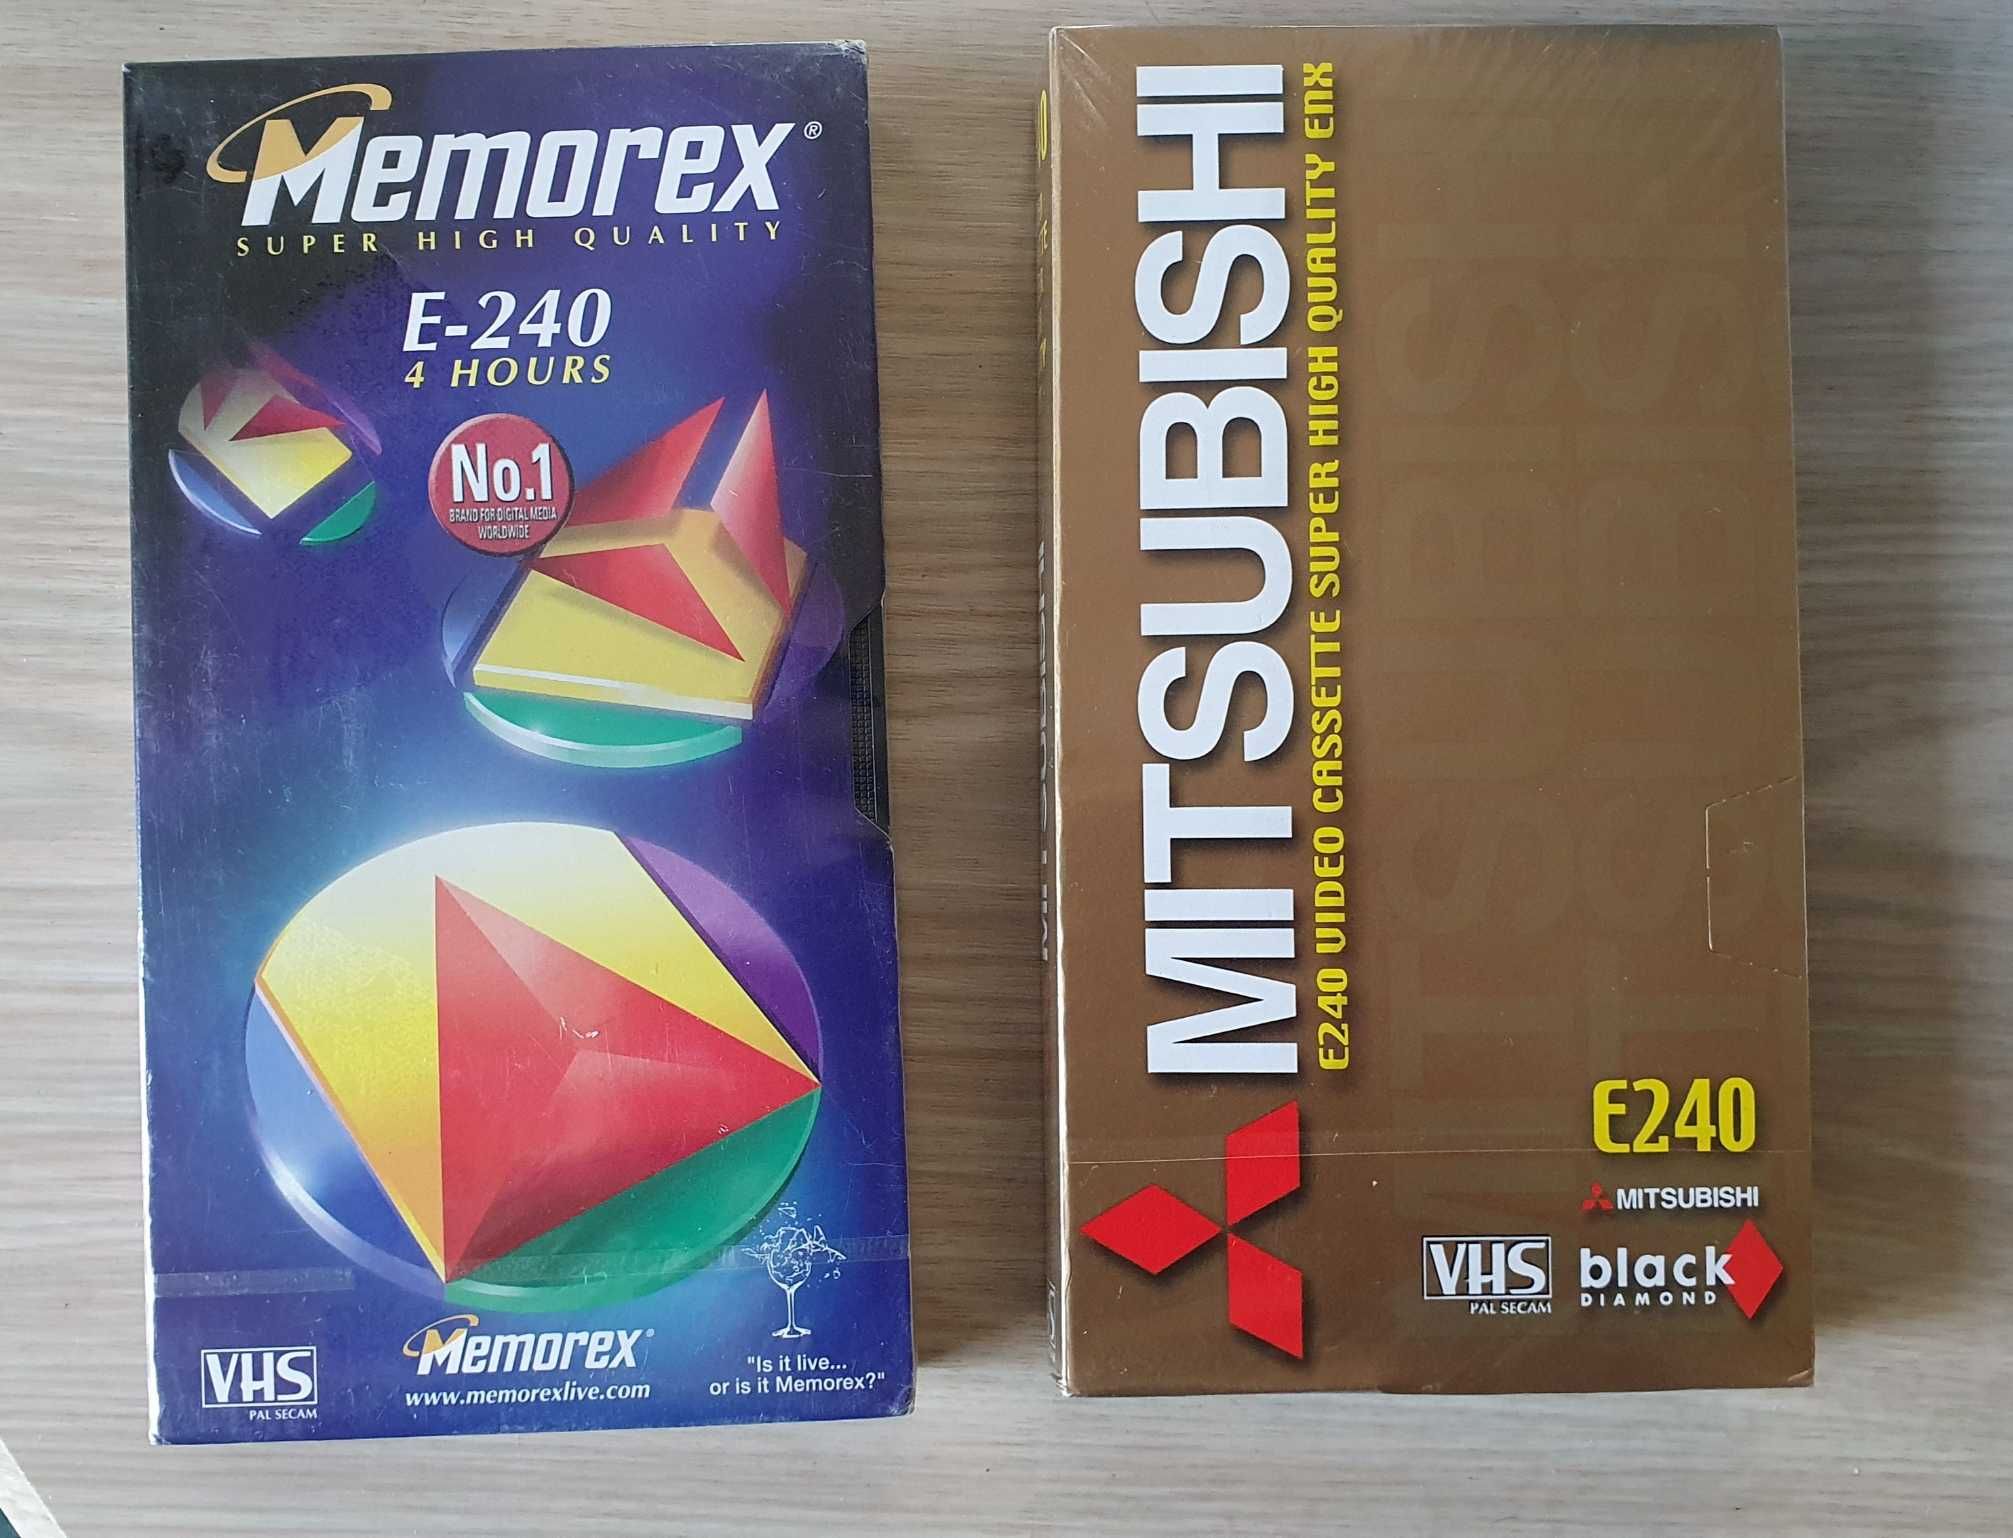 Memorex®
SUPER HIGH QUALITY
E-240
4 HOURS
No.1
BRAND FOR DIGITAL MEDIA
WORLDWIDE
VHS
PAL SECAM
Memorex®
www.memorexlive.com
"Is it live...
or is it Memorex?"
MITSUBISHI
E240 VIDEO CASSETTE SUPER HIGH QUALITY ENX
E240
MITSUBISHI
VHS
PAL SECAM
black
DIAMOND